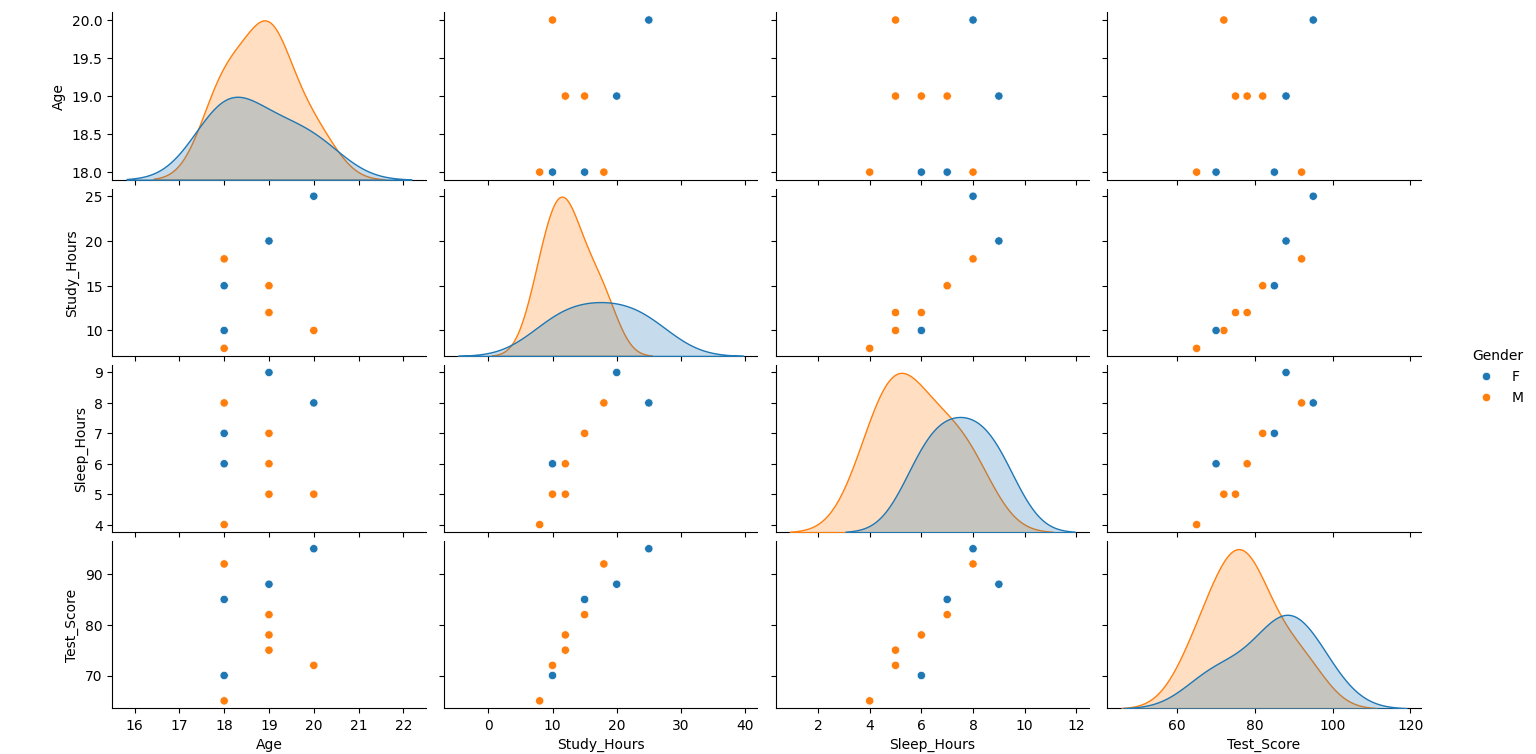 Age
20.0
19.5
19.0
18.5
18.0
Study_Hours
25
20
15
10
Gender
F
M
Sleep_Hours
9
8
7
6
5
4
Test_Score
90
80
70
16 17 18 19 20 21 22
0 10 20 30 40
2 4 6 8 10 12
60 80 100 120
Age
Study_Hours
Sleep_Hours
Test_Score